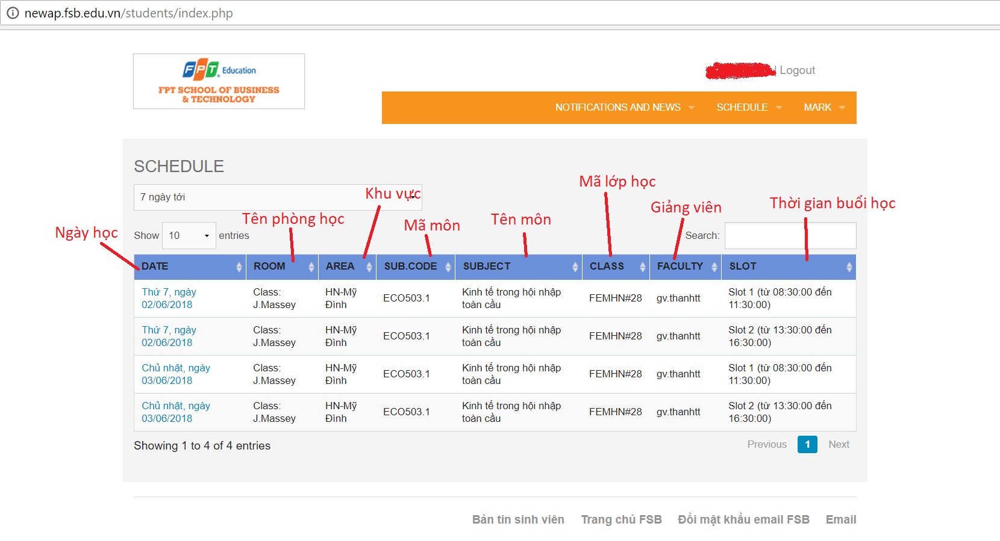 newap.fsb.edu.vn/students/index.php
FPT Education
FPT SCHOOL OF BUSINESS
& TECHNOLOGY
| Logout
NOTIFICATIONS AND NEWS SCHEDULE MARK
SCHEDULE
7 ngày tới
Khu vực
Mã lớp học
Giảng viên
Thời gian buổi học
Tên phòng học
Mã môn
Tên môn
Ngày học
Show 10 entries
Search:
DATE ROOM AREA SUB.CODE SUBJECT CLASS FACULTY SLOT
Thứ 7, ngày Class: HN-Mỹ ECO503.1 Kinh tế trong hội nhập FEMHN#28 gv.thanhtt Slot 1 (từ 08:30:00 đến
02/06/2018 J.Massey Đình toàn cầu 11:30:00)
Thứ 7, ngày Class: HN-Mỹ ECO503.1 Kinh tế trong hội nhập FEMHN#28 gv.thanhtt Slot 2 (từ 13:30:00 đến
02/06/2018 J.Massey Đình toàn cầu 16:30:00)
Chủ nhật, ngày Class: HN-Mỹ ECO503.1 Kinh tế trong hội nhập FEMHN#28 gv.thanhtt Slot 1 (từ 08:30:00 đến
03/06/2018 J.Massey Đình toàn cầu 11:30:00)
Chủ nhật, ngày Class: HN-Mỹ ECO503.1 Kinh tế trong hội nhập FEMHN#28 gv.thanhtt Slot 2 (từ 13:30:00 đến
03/06/2018 J.Massey Đình toàn cầu 16:30:00)
Showing 1 to 4 of 4 entries
Previous 1 Next
Bản tin sinh viên Trang chủ FSB Đổi mật khẩu email FSB Email